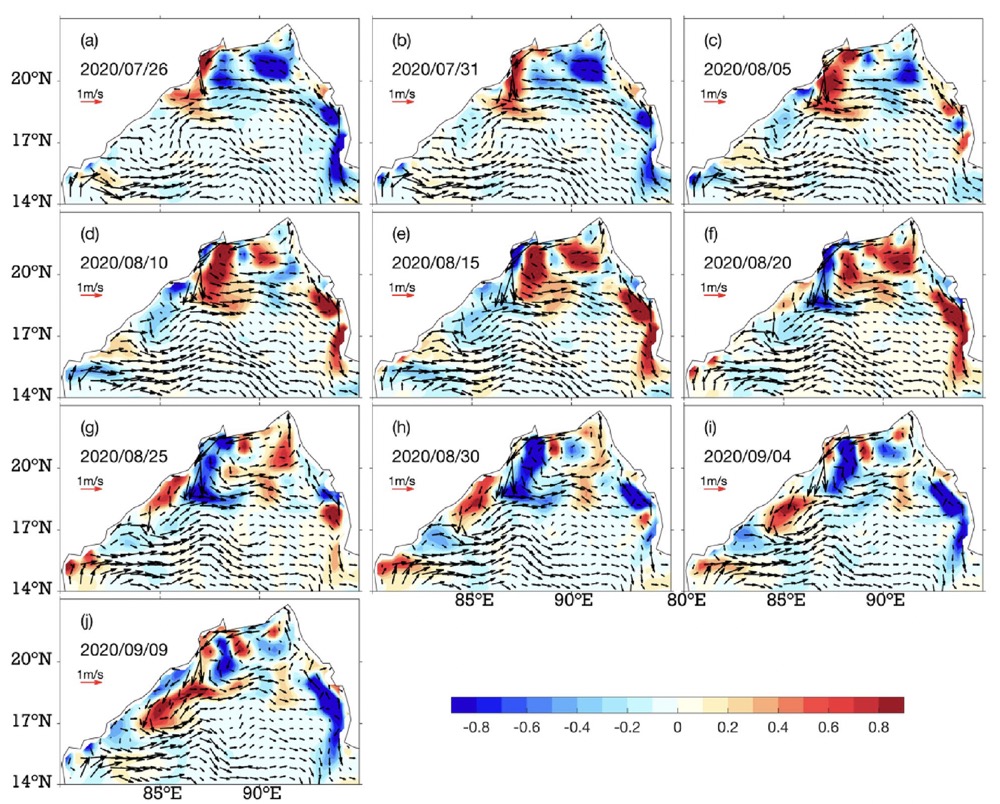 (a)
2020/07/26
1m/s
(b)
2020/07/31
1m/s
(c)
2020/08/05
1m/s
20°N
17°N
14°N
(d)
2020/08/10
1m/s
(e)
2020/08/15
1m/s
(f)
2020/08/20
1m/s
20°N
17°N
14°N
(g)
2020/08/25
1m/s
(h)
2020/08/30
1m/s
(i)
2020/09/04
1m/s
20°N
17°N
14°N
85°E 90°E 80°E 85°E 90°E
(j)
2020/09/09
1m/s
20°N
17°N
14°N
85°E 90°E
-0.8 -0.6 -0.4 -0.2 0 0.2 0.4 0.6 0.8